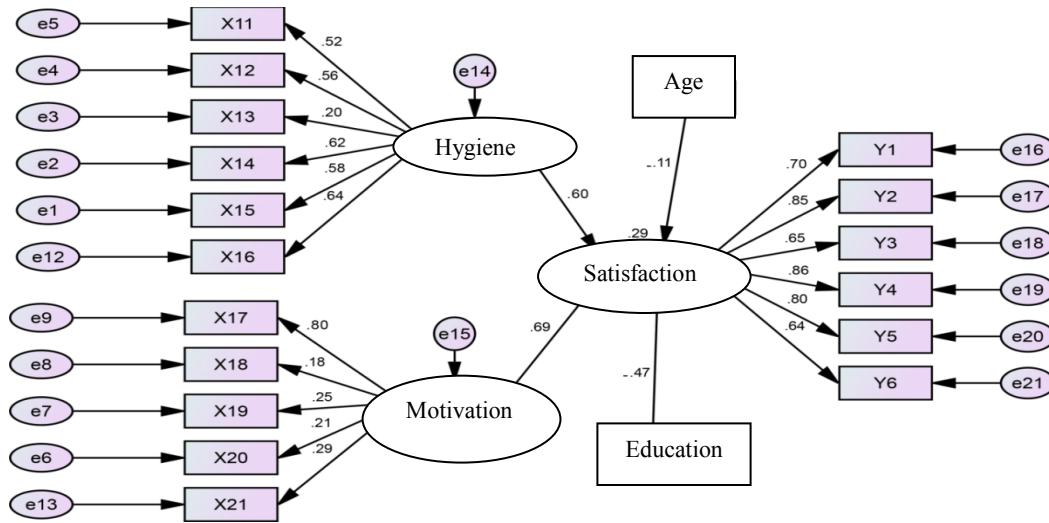 e5
X11
.52
e4
X12
.56
e3
X13
.20
e2
X14
.62
e1
X15
.58
e12
X16
.64
e14
Hygiene
.60
Age
-.11
.29
Satisfaction
.70
Y1
e16
.85
Y2
e17
.65
Y3
e18
.86
Y4
e19
.80
Y5
e20
.64
Y6
e21
e9
X17
.80
e8
X18
.18
e7
X19
.25
e6
X20
.21
e13
X21
.29
e15
Motivation
.69
-.47
Education